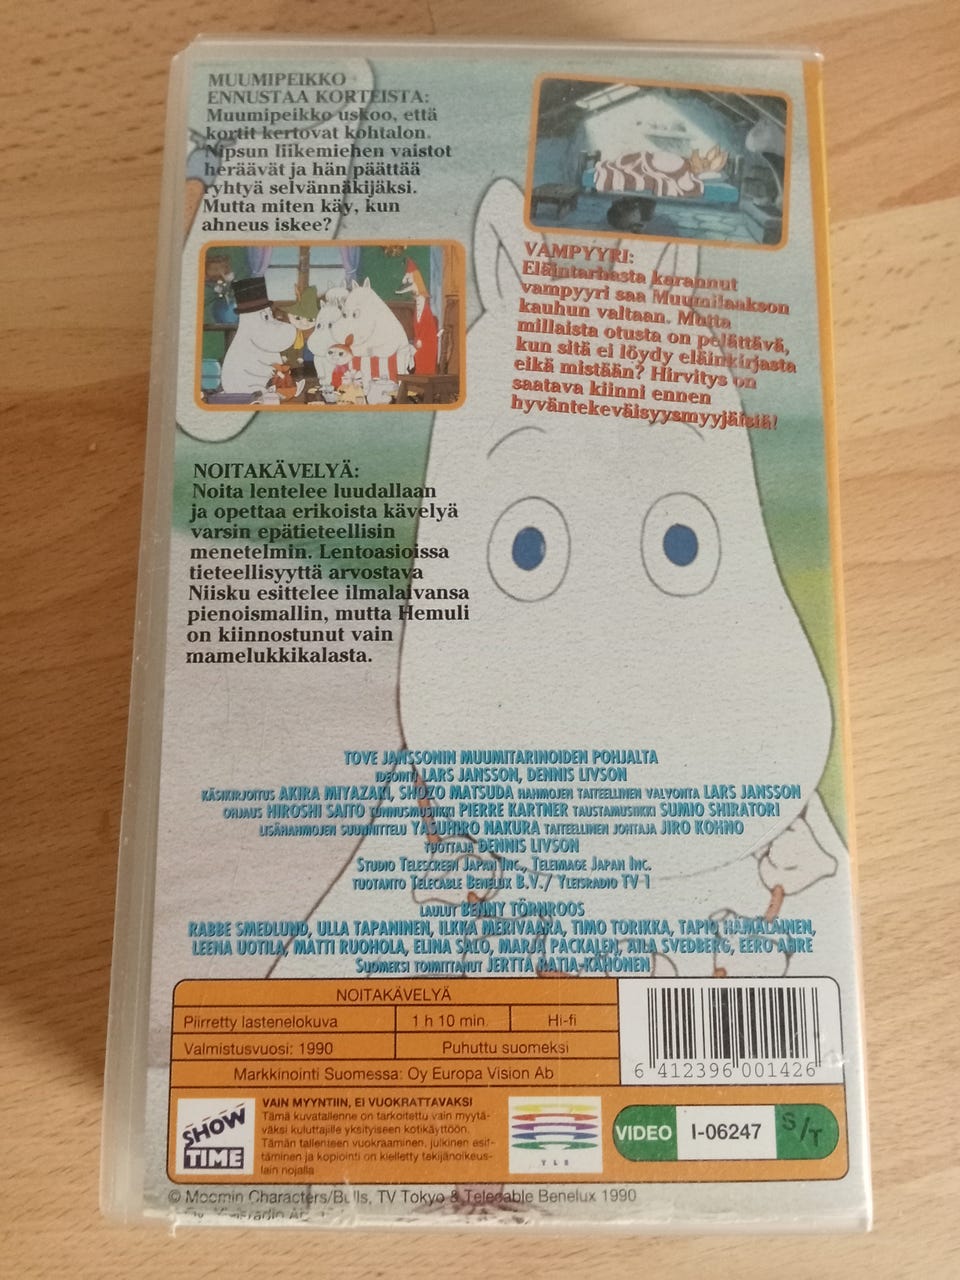 MUUMIPEIKKO
ENNUSTAA KORTEISTA:
Muumipeikko uskoo, että
kortit kertovat kohtalon.
Nipsun liikemiehen vaistot
heräävät ja hän päättää
ryhtyä selvännäkijäksi.
Mutta miten käy, kun
ahneus iskee?
VAMPYYRI:
Eläintarhasta karannut
vampyyri saa Muumilaakson
kauhun valtaan. Mutta
millaista otusta on pelättävä,
kun sitä ei löydy eläinkirjasta
eikä mistään? Hirvitys on
saatava kiinni ennen
hyväntekeväisyysmyyjäisiä!
NOITAKÄVELYÄ:
Noita lentelee luudallaan
ja opettaa erikoista kävelyä
varsin epätieteellisin
menetelmin. Lentoasioissa
tieteellisyyttä arvostava
Niisku esittelee ilmalaivansa
pienoismallin, mutta Hemuli
on kiinnostunut vain
mamelukkikalasta.
TOVE JANSSONIN MUUMITARINOIDEN POHJALTA
IDEOINTI LARS JANSSON, DENNIS LIVSON
KÄSIKIRJOITUS AKIRA MIYAZAKI, SHOZO MATSUDA HAHMOJEN TAITEELLINEN VALVONTA LARS JANSSON
OHJAUS HIROSHI SAITO TUNNUSMUSIIKKI PIERRE KARTNER TAUSTAMUSIIKKI SUMIO SHIRATORI
LISÄHAHMOJEN SUUNNITTELU YASUHIRO NAKURA TAITEELLINEN JOHTAJA JIRO KOHNO
TUOTTAJA DENNIS LIVSON
STUDIO TELESCREEN JAPAN INC., TELEIMAGE JAPAN INC.
TUOTANTO TELECABLE BENELUX B.V./ YLEISRADIO TV-1
LAULUT BENNY TÖRNROOS
RABBE SMEDLUND, ULLA TAPANINEN, ILKKA MERIVAARA, TIMO TORIKKA, TAPIO HÄMÄLÄINEN,
LEENA UOTILA, MATTI RUOHOLA, ELINA SALO, MARJA PACKALEN, AILA SVEDBERG, EERO AHRE
SUOMEKSI TOIMITTANUT JERTTA RATIA-KÄHÖNEN
NOITAKÄVELYÄ
Piirretty lastenelokuva 1 h 10 min. Hi-fi
Valmistusvuosi: 1990 Puhuttu suomeksi
Markkinointi Suomessa: Oy Europa Vision Ab
6 412396 001426
SHOW
TIME
VAIN MYYNTIIN, EI VUOKRATTAVAKSI
Tämä kuvatallenne on tarkoitettu vain myytä-
väksi kuluttajille yksityiseen kotikäyttöön.
Tämän tallenteen vuokraaminen, julkinen esit-
täminen ja kopiointi on kielletty tekijänoikeus-
lain nojalla
YLE
VIDEO I-06247 S/T
© Moomin Characters/Bulls, TV Tokyo & Telecable Benelux 1990
Oy Yleisradio Ab